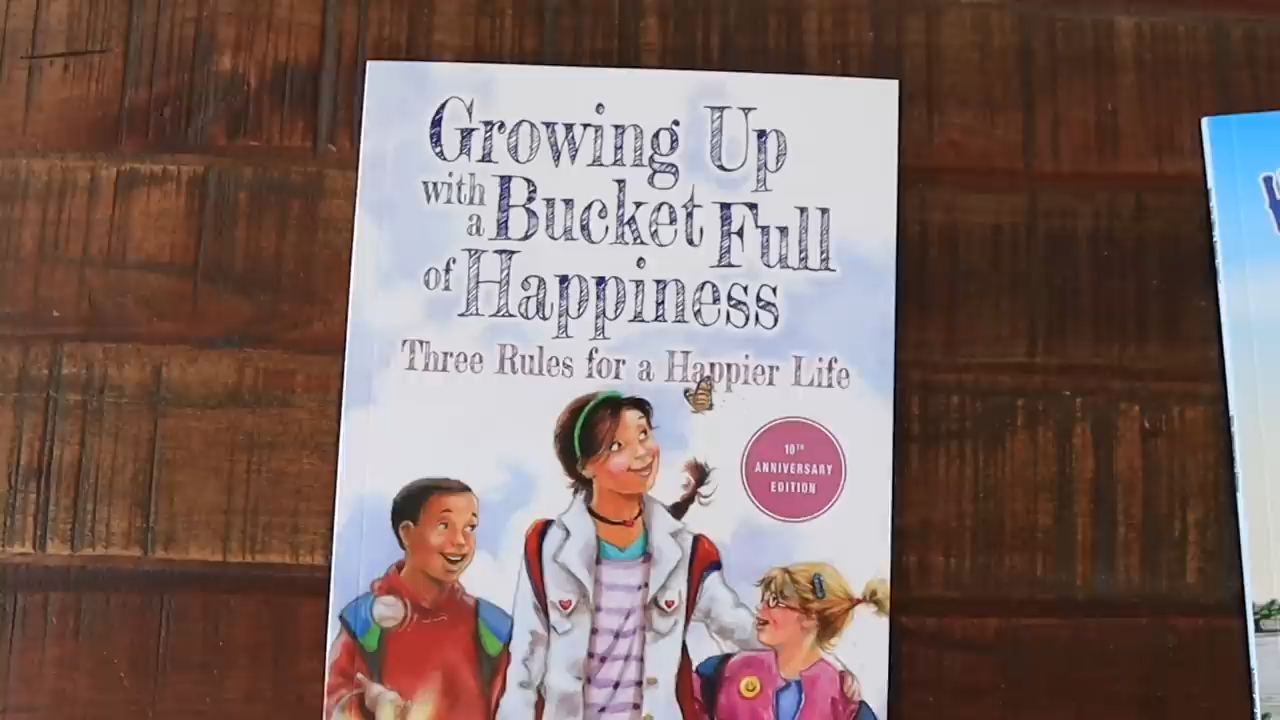 Growing Up
with
a Bucket Full
of Happiness
Three Rules for a Happier Life
10TH
ANNIVERSARY
EDITION